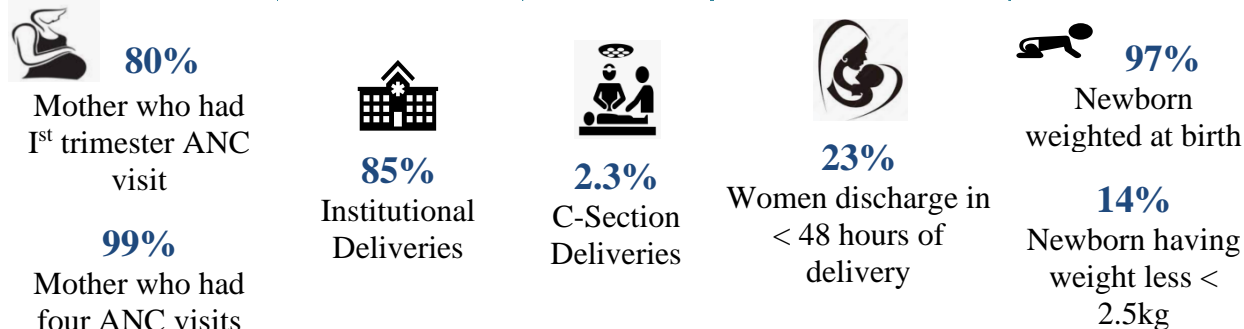 80%
Mother who had
Ist trimester ANC
visit
99%
Mother who had
four ANC visits
85%
Institutional
Deliveries
2.3%
C-Section
Deliveries
23%
Women discharge in
< 48 hours of
delivery
97%
Newborn
weighted at birth
14%
Newborn having
weight less <
2.5kg